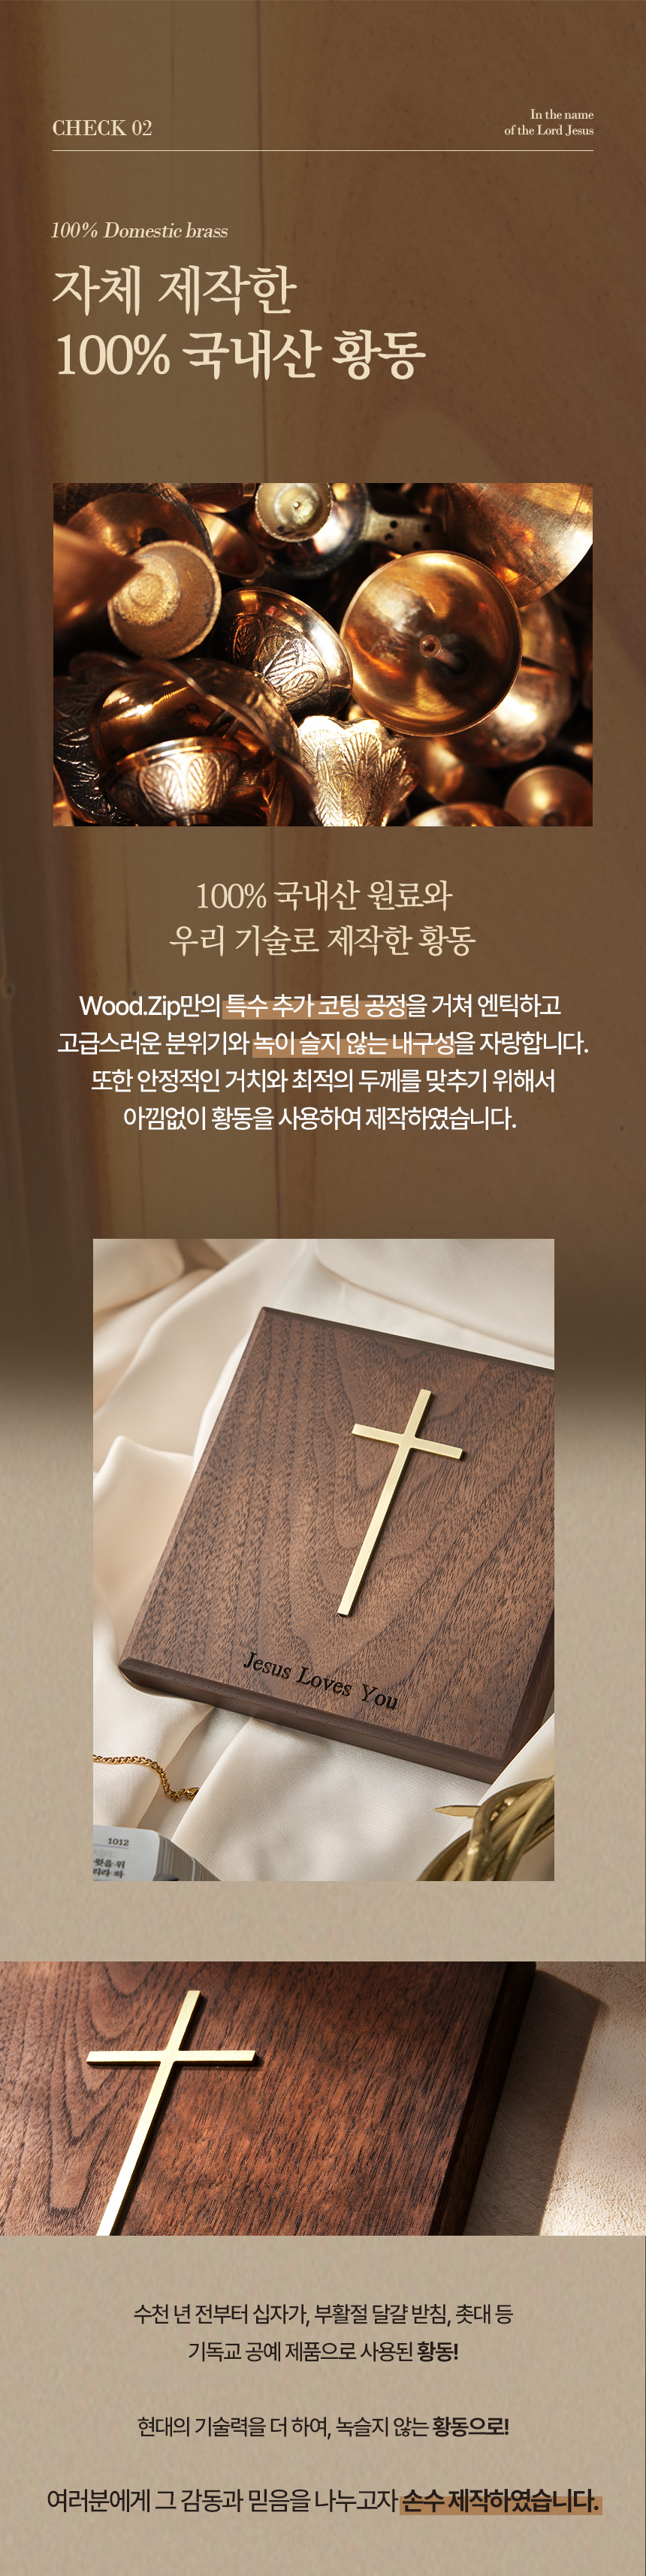 CHECK 02
In the name
of the Lord Jesus
100% Domestic brass
자체 제작한
100% 국내산 황동
100% 국내산 원료와
우리 기술로 제작한 황동
Wood.Zip만의 특수 추가 코팅 공정을 거쳐 엔틱하고
고급스러운 분위기와 녹이 슬지 않는 내구성을 자랑합니다.
또한 안정적인 거치와 최적의 두께를 맞추기 위해서
아낌없이 황동을 사용하여 제작하였습니다.
Jesus Loves You
1012
수천 년 전부터 십자가, 부활절 달걀 받침, 촛대 등
기독교 공예 제품으로 사용된 황동!
현대의 기술력을 더 하여, 녹슬지 않는 황동으로!
여러분에게 그 감동과 믿음을 나누고자 손수 제작하였습니다.